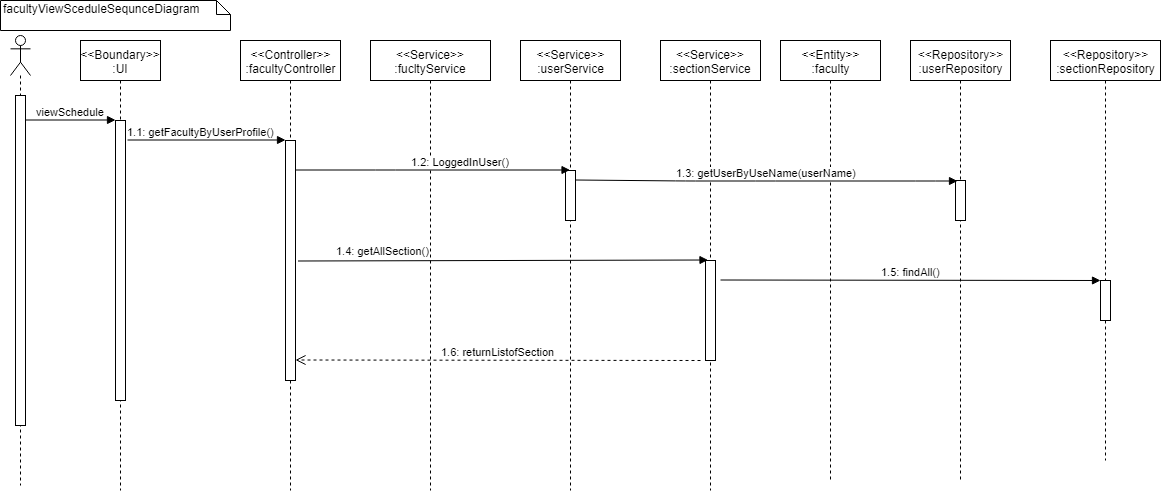 facultyViewSceduleSequnceDiagram
<<Boundary>>
:UI
<<Controller>>
:facultyController
<<Service>>
:fucltyService
<<Service>>
:userService
<<Service>>
:sectionService
<<Entity>>
:faculty
<<Repository>>
:userRepository
<<Repository>>
:sectionRepository
viewSchedule
1.1: getFacultyByUserProfile()
1.2: LoggedInUser()
1.3: getUserByUseName(userName)
1.4: getAllSection()
1.5: findAll()
1.6: returnListofSection